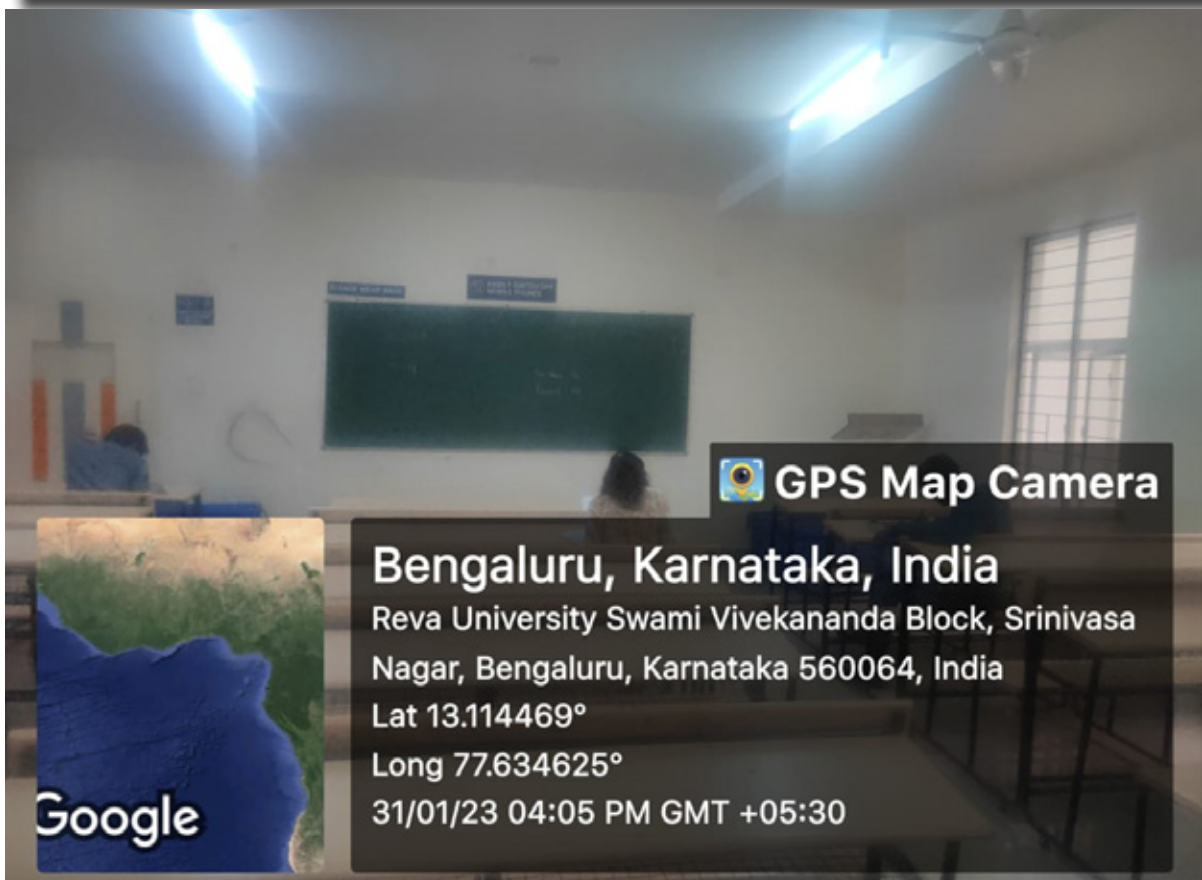 GPS Map Camera
Bengaluru, Karnataka, India
Reva University Swami Vivekananda Block, Srinivasa
Nagar, Bengaluru, Karnataka 560064, India
Lat 13.114469°
Long 77.634625°
31/01/23 04:05 PM GMT +05:30
Google